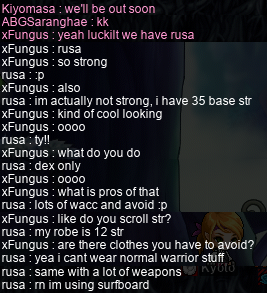 Kiyomasa : we'll be out soon
ABGSaranghae : kk
xFungus : yeah luckilt we have rusa
xFungus : rusa
xFungus : so strong
rusa : :p
xFungus : also
rusa : im actually not strong, i have 35 base str
xFungus : kind of cool looking
xFungus : oooo
rusa : ty!!
xFungus : what do you do
rusa : dex only
xFungus : oooo
xFungus : what is pros of that
rusa : lots of wacc and avoid :p
xFungus : like do you scroll str?
rusa : my robe is 12 str
xFungus : are there clothes you have to avoid?
rusa : yea i cant wear normal warrior stuff
rusa : same with a lot of weapons
rusa : rn im using surfboard
Kyoto